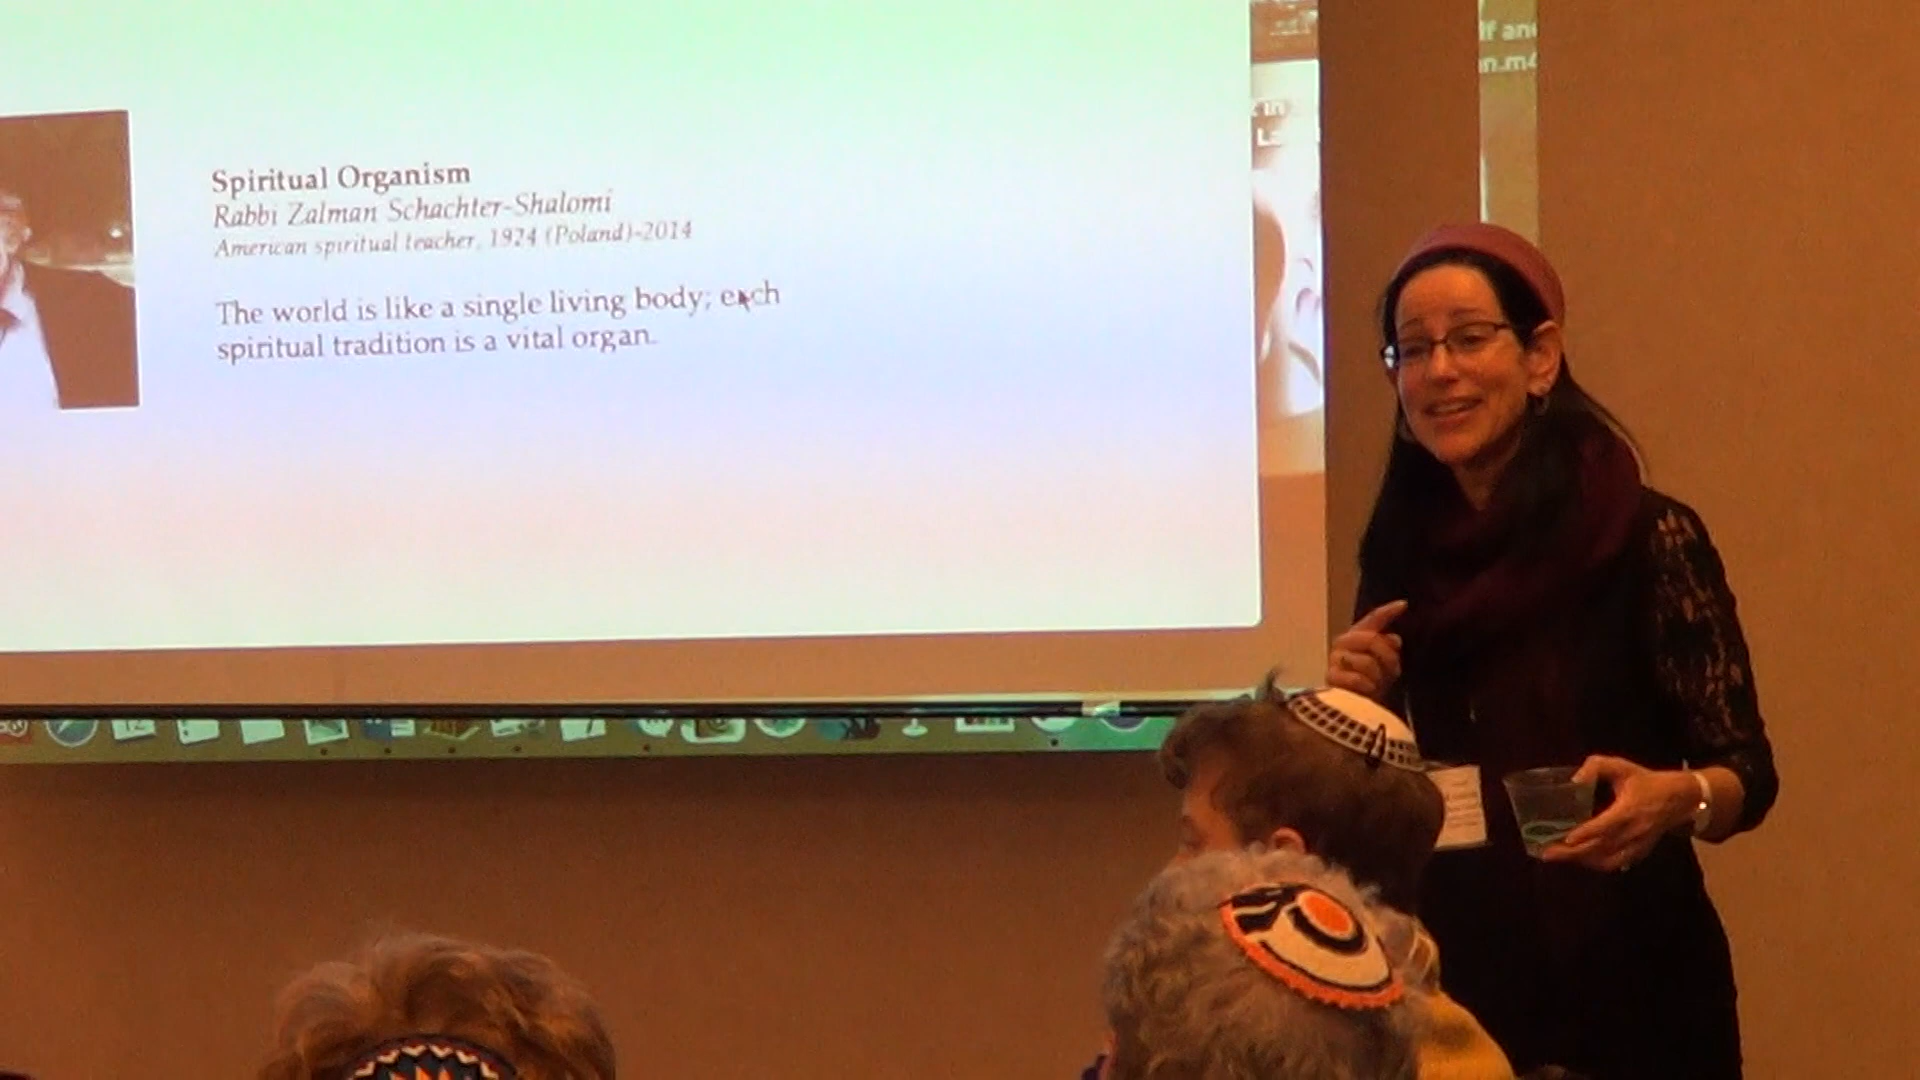 Spiritual Organism
Rabbi Zalman Schachter-Shalomi
American spiritual teacher, 1924 (Poland)-2014
The world is like a single living body; each
spiritual tradition is a vital organ.